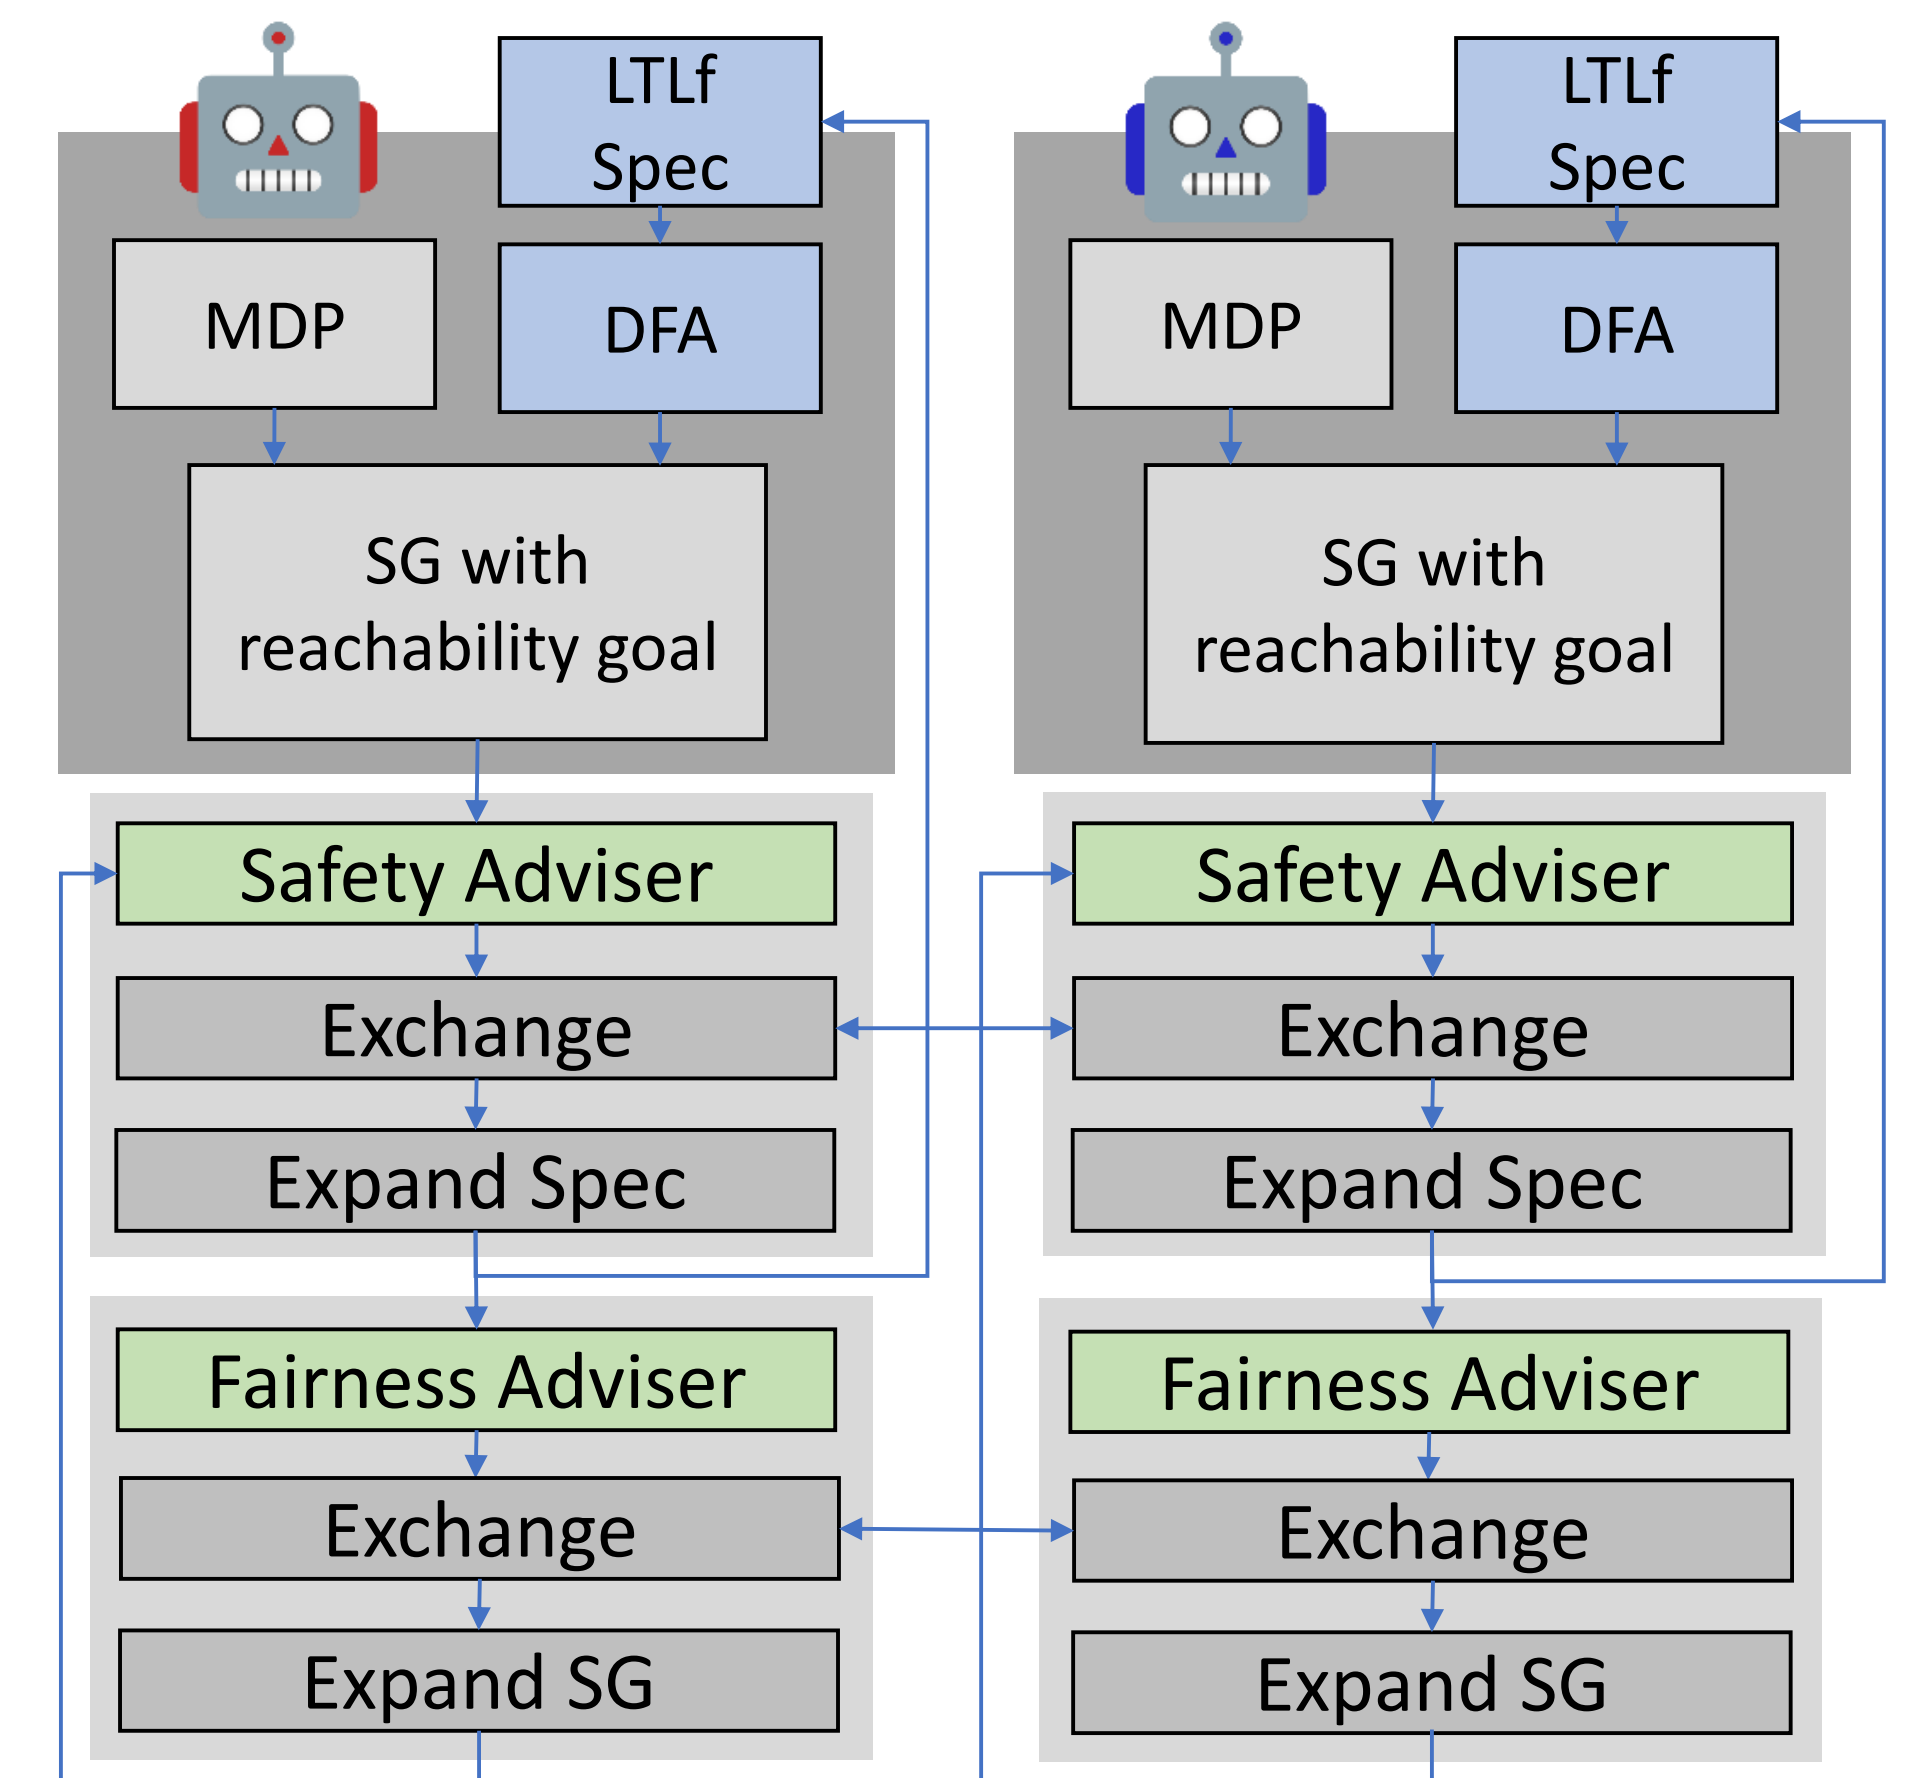 LTLf
Spec
MDP
DFA
SG with
reachability goal
Safety Adviser
Exchange
Expand Spec
Fairness Adviser
Exchange
Expand SG
LTLf
Spec
MDP
DFA
SG with
reachability goal
Safety Adviser
Exchange
Expand Spec
Fairness Adviser
Exchange
Expand SG